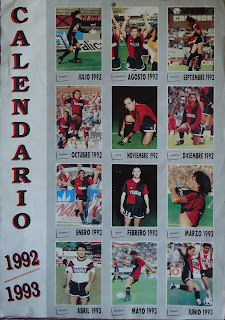 CALENDARIO
1992
1993
JULIO 1992
AGOSTO 1992
SEPTIEMBRE 1992
OCTUBRE 1992
NOVIEMBRE 1992
DICIEMBRE 1992
ENERO 1993
FEBRERO 1993
MARZO 1993
ABRIL 1993
MAYO 1993
JUNIO 1993